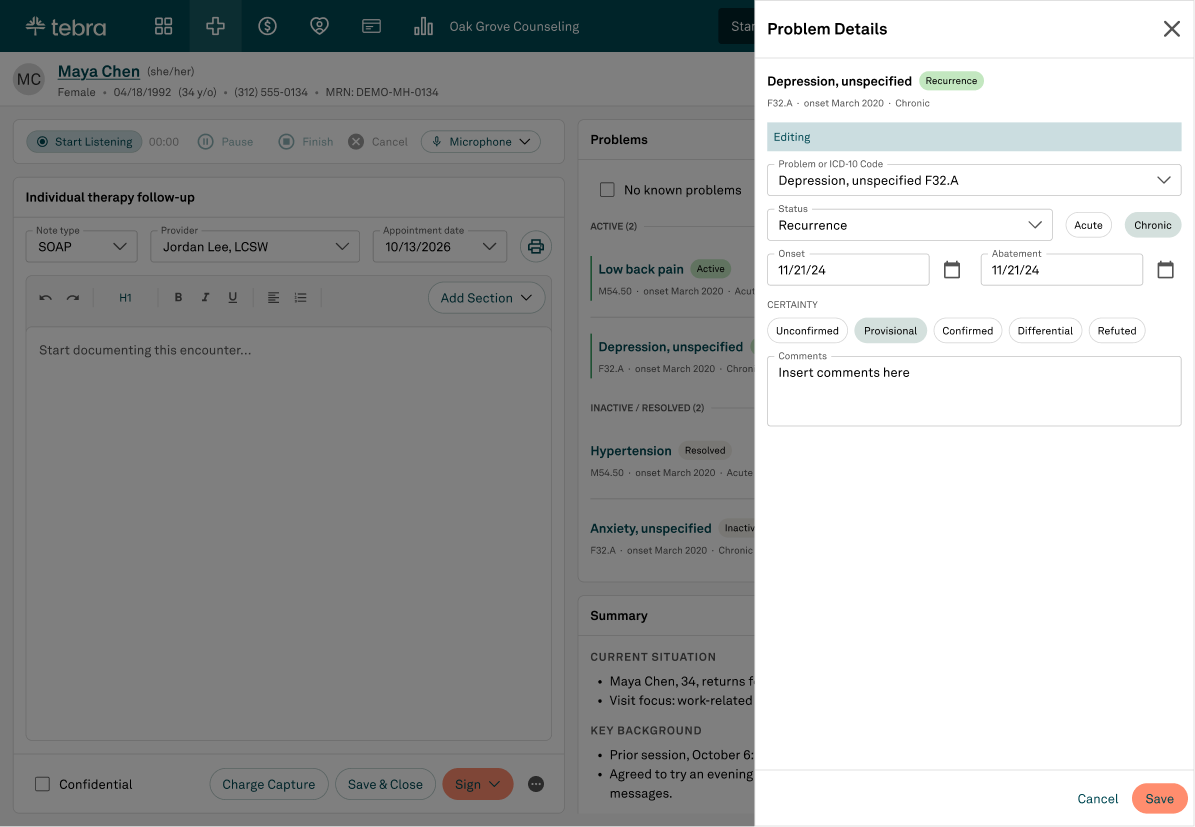 tebra
Oak Grove Counseling
Star
MC
Maya Chen (she/her)
Female • 04/18/1992 (34 y/o) • (312) 555-0134 • MRN: DEMO-MH-0134
Start Listening 00:00 Pause Finish Cancel Microphone
Individual therapy follow-up
Note type
SOAP
Provider
Jordan Lee, LCSW
Appointment date
10/13/2026
H1 B I U
Add Section
Start documenting this encounter...
Confidential
Charge Capture
Save & Close
Sign
Problems
No known problems
ACTIVE (2)
Low back pain Active
M54.50 · onset March 2020 · Acut
Depression, unspecified
F32.A · onset March 2020 · Chron
INACTIVE / RESOLVED (2)
Hypertension Resolved
M54.50 · onset March 2020 · Acute
Anxiety, unspecified Inactiv
F32.A · onset March 2020 · Chronic
Summary
CURRENT SITUATION
• Maya Chen, 34, returns f
• Visit focus: work-related
KEY BACKGROUND
• Prior session, October 6:
• Agreed to try an evening
messages.
Problem Details
Depression, unspecified Recurrence
F32.A · onset March 2020 · Chronic
Editing
Problem or ICD-10 Code
Depression, unspecified F32.A
Status
Recurrence
Acute
Chronic
Onset
11/21/24
Abatement
11/21/24
CERTAINTY
Unconfirmed Provisional Confirmed Differential Refuted
Comments
Insert comments here
Cancel
Save